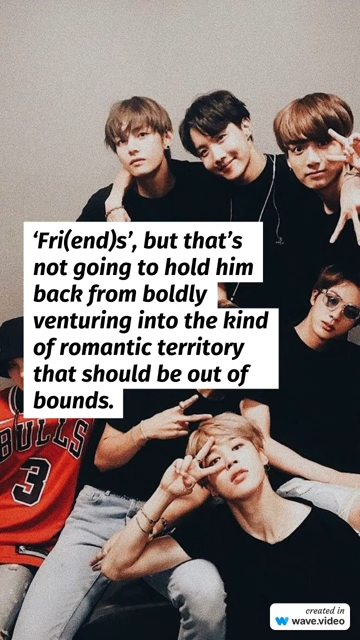 ‘Fri(end)s’, but that’s
not going to hold him
back from boldly
venturing into the kind
of romantic territory
that should be out of
bounds.
BULLS
3
created in
wave.video